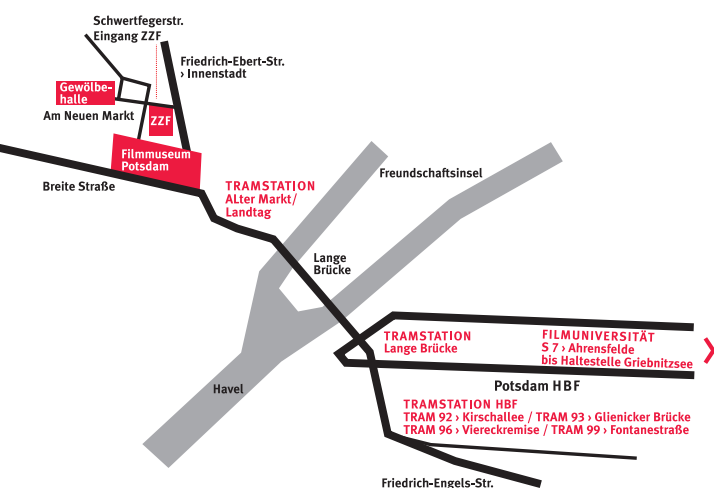 Schwertfegerstr.
Eingang ZZF
Friedrich-Ebert-Str.
› Innenstadt
Gewölbe-
halle
Am Neuen Markt
ZZF
Filmmuseum
Potsdam
Breite Straße
TRAMSTATION
ALter Markt/
Landtag
Freundschaftsinsel
Lange
Brücke
TRAMSTATION
Lange Brücke
FILMUNIVERSITÄT
S 7 › Ahrensfelde
bis Haltestelle Griebnitzsee
Havel
Potsdam HBF
TRAMSTATION HBF
TRAM 92 › Kirschallee / TRAM 93 › Glienicker Brücke
TRAM 96 › Viereckremise / TRAM 99 › Fontanestraße
Friedrich-Engels-Str.